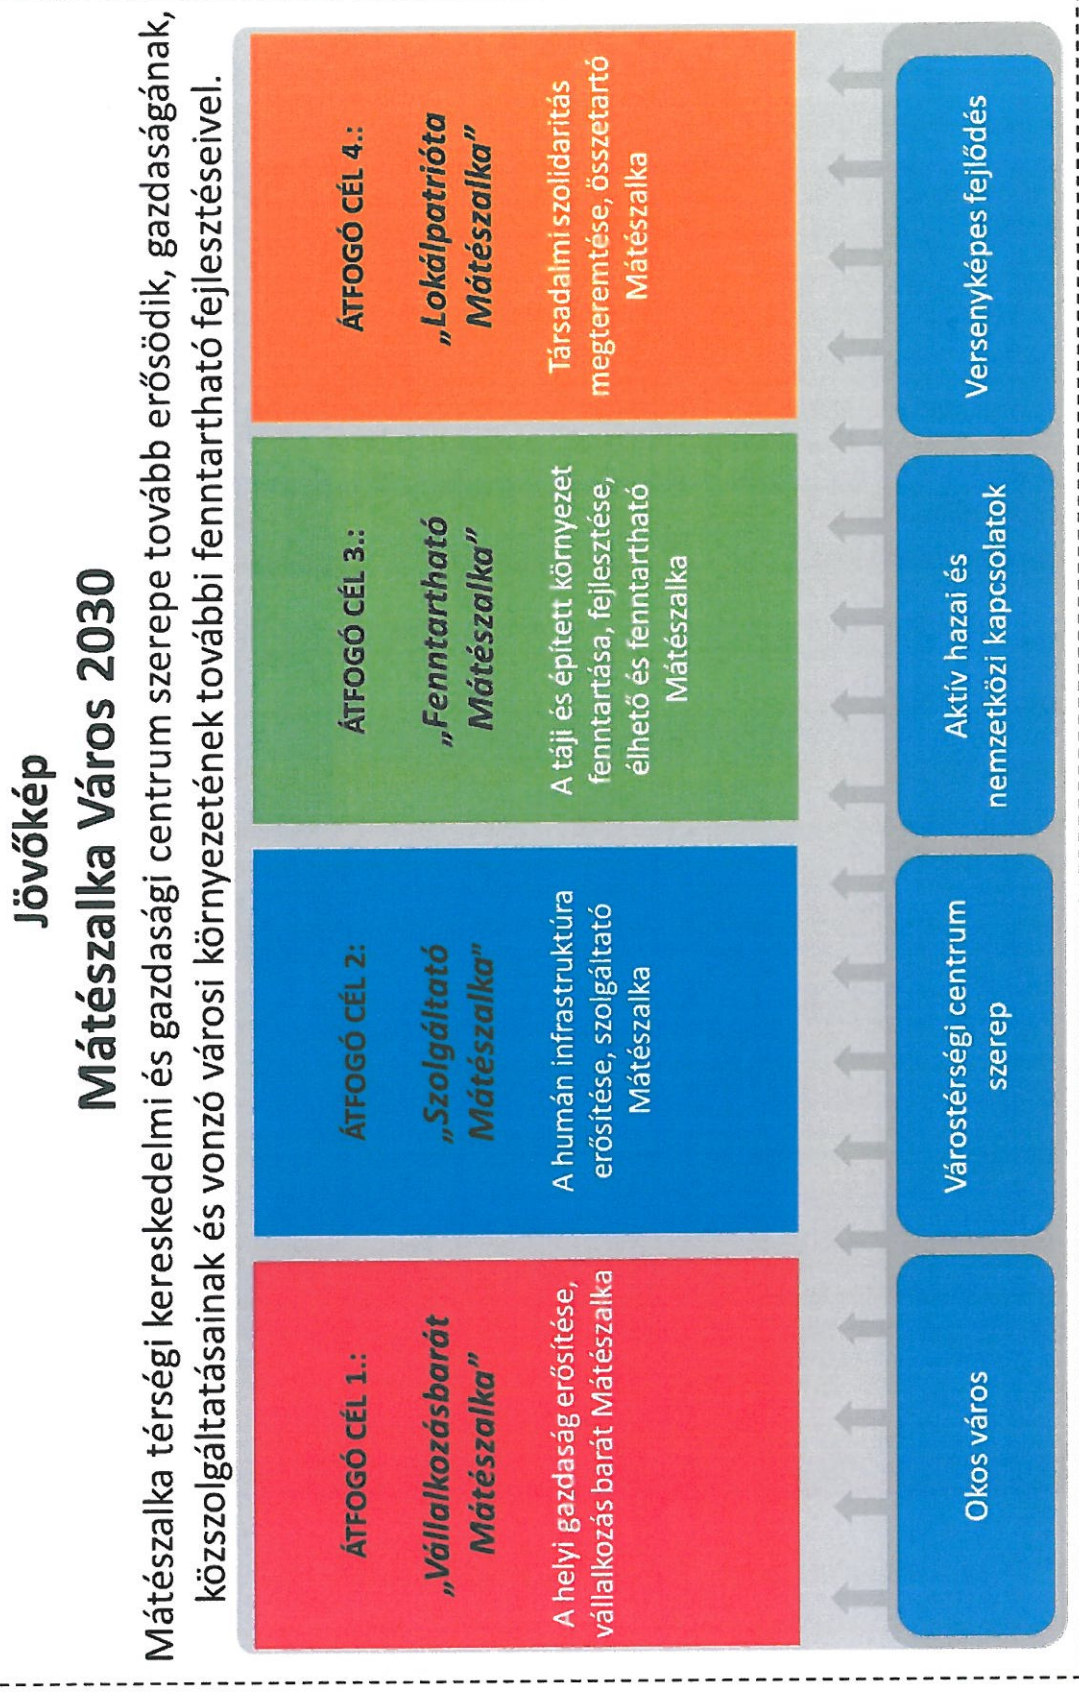 Jövőkép
Mátészalka Város 2030
Mátészalka térségi kereskedelmi és gazdasági centrum szerepe tovább erősödik, gazdaságának,
közszolgáltatásainak és vonzó városi környezetének további fenntartható fejlesztéseivel.
ÁTFOGÓ CÉL 1.:
„Vállalkozásbarát
Mátészalka”
A helyi gazdaság erősítése,
vállalkozás barát Mátészalka
ÁTFOGÓ CÉL 2:
„Szolgáltató
Mátészalka”
A humán infrastruktúra
erősítése, szolgáltató
Mátészalka
ÁTFOGÓ CÉL 3.:
„Fenntartható
Mátészalka”
A táji és épített környezet
fenntartása, fejlesztése,
élhető és fenntartható
Mátészalka
ÁTFOGÓ CÉL 4.:
„Lokálpatrióta
Mátészalka”
Társadalmi szolidaritás
megteremtése, összetartó
Mátészalka
Okos város
Várostérségi centrum
szerep
Aktív hazai és
nemzetközi kapcsolatok
Versenyképes fejlődés